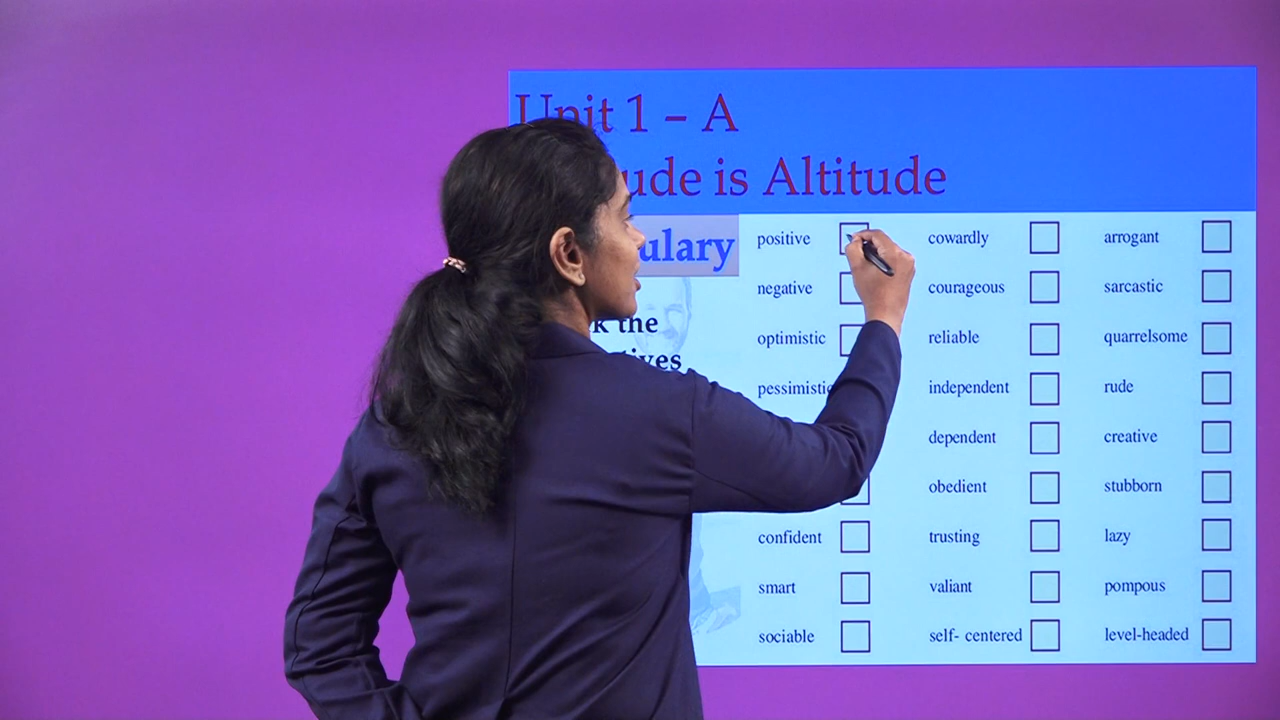 Unit 1 – A
ude is Altitude
ulary
k the
tives
positive
negative
optimistic
pessimistic
confident
smart
sociable
cowardly
courageous
reliable
independent
dependent
obedient
trusting
valiant
self- centered
arrogant
sarcastic
quarrelsome
rude
creative
stubborn
lazy
pompous
level-headed